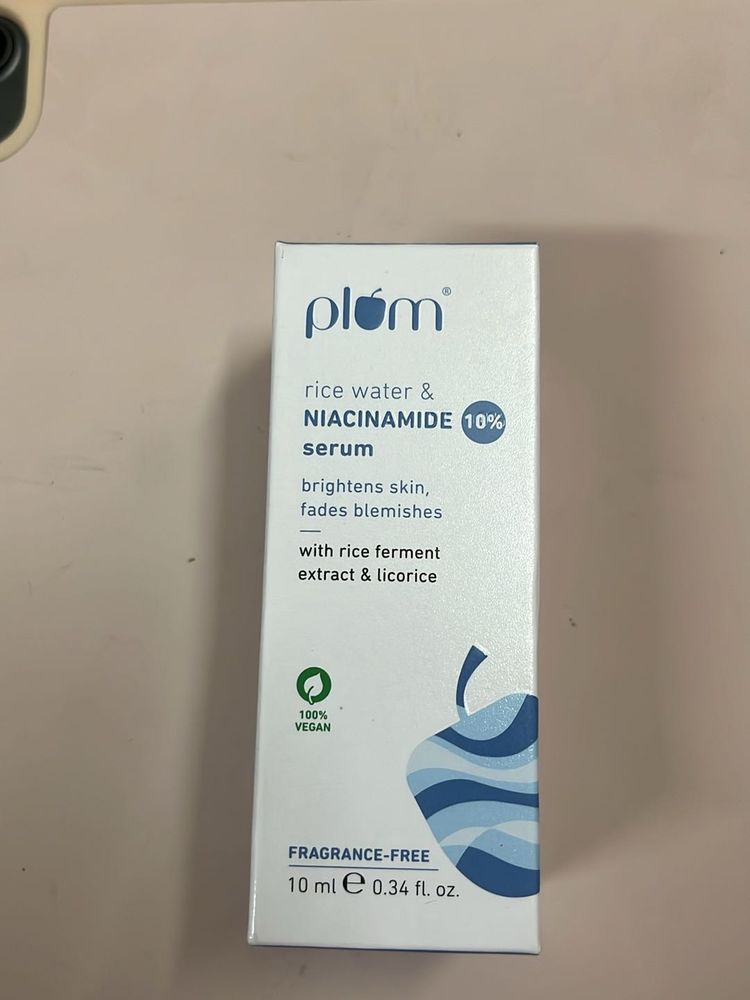 plum®
rice water &
NIACINAMIDE 10%
serum
brightens skin,
fades blemishes
with rice ferment
extract & licorice
100%
VEGAN
FRAGRANCE-FREE
10 ml ℮ 0.34 fl. oz.